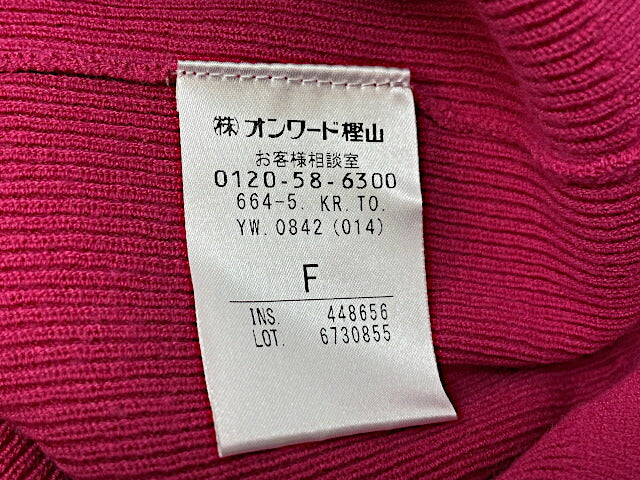 (株)オンワード樫山
お客様相談室
0120-58-6300
664-5. KR. TO.
YW. 0842 (014)
F
INS. 448656
LOT. 6730855